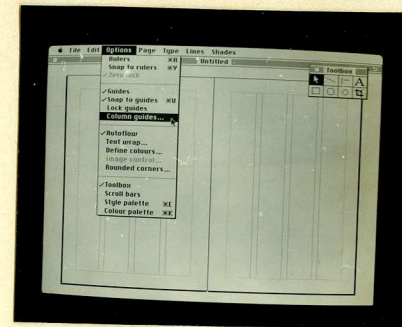 File Edit Options Page Type Lines Shades
Untitled
Toolbox
A
Rulers ⌘R
Snap to rulers ⌘Y
Zero lock
✓Guides
✓Snap to guides ⌘U
Lock guides
Column guides...
✓Autoflow
Text wrap...
Define colours...
Image control...
Rounded corners...
✓Toolbox
Scroll bars
Style palette ⌘E
Colour palette ⌘K